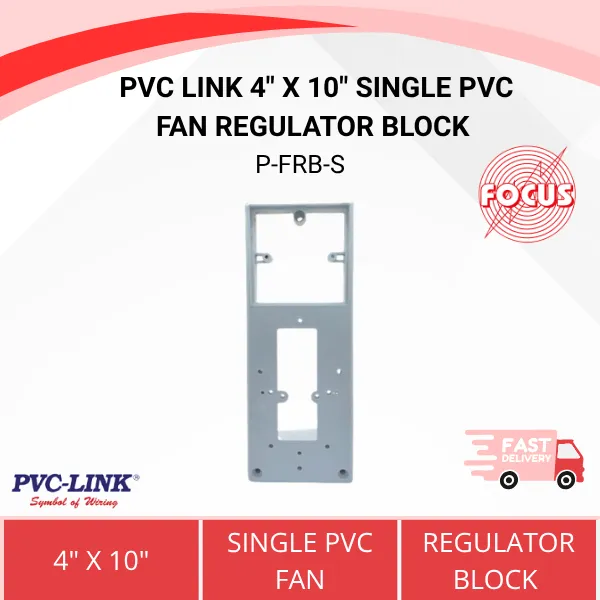 PVC LINK 4" X 10" SINGLE PVC
FAN REGULATOR BLOCK
P-FRB-S
FOCUS
FAST
DELIVERY
PVC-LINK®
Symbol of Wiring
4" X 10"
SINGLE PVC
FAN
REGULATOR
BLOCK